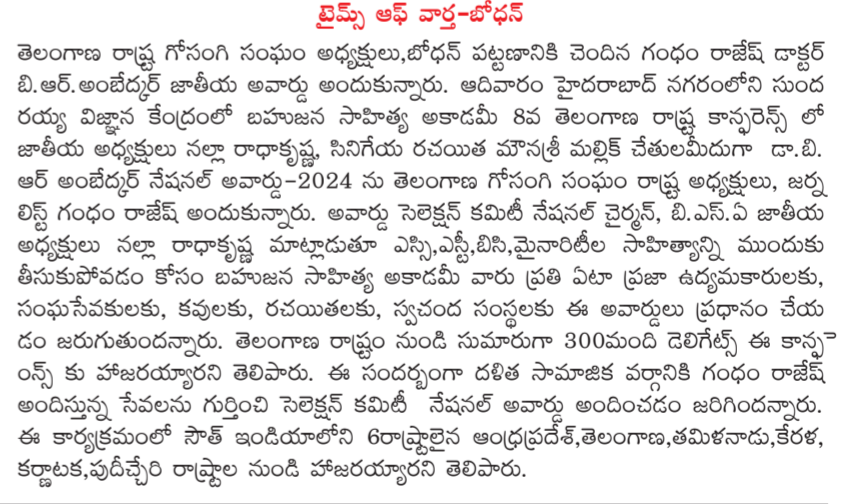 టైమ్స్ ఆఫ్ వార్త-బోధన్
తెలంగాణ రాష్ట్ర గోసంగి సంఘం అధ్యక్షులు,బోధన్ పట్టణానికి చెందిన గంధం రాజేష్ డాక్టర్
బి.ఆర్.అంబేద్కర్ జాతీయ అవార్డు అందుకున్నారు. ఆదివారం హైదరాబాద్ నగరంలోని సుంద
రయ్య విజ్ఞాన కేంద్రంలో బహుజన సాహిత్య అకాడమీ 8వ తెలంగాణ రాష్ట్ర కాన్ఫరెన్స్ లో
జాతీయ అధ్యక్షులు నల్లా రాధాకృష్ణ, సినిగేయ రచయిత మౌనశ్రీ మల్లిక్ చేతులమీదుగా డా.బి.
ఆర్ అంబేద్కర్ నేషనల్ అవార్డు-2024 ను తెలంగాణ గోసంగి సంఘం రాష్ట్ర అధ్యక్షులు, జర్న
లిస్ట్ గంధం రాజేష్ అందుకున్నారు. అవార్డు సెలెక్షన్ కమిటీ నేషనల్ చైర్మన్, బి.ఎస్.ఏ జాతీయ
అధ్యక్షులు నల్లా రాధాకృష్ణ మాట్లాడుతూ ఎస్సి,ఎస్టీ,బిసి,మైనారిటీల సాహిత్యాన్ని ముందుకు
తీసుకుపోవడం కోసం బహుజన సాహిత్య అకాడమీ వారు ప్రతి ఏటా ప్రజా ఉద్యమకారులకు,
సంఘసేవకులకు, కవులకు, రచయితలకు, స్వచంద సంస్థలకు ఈ అవార్డులు ప్రధానం చేయ
డం జరుగుతుందన్నారు. తెలంగాణ రాష్ట్రం నుండి సుమారుగా 300మంది డెలిగేట్స్ ఈ కాన్ఫ
రెన్స్ కు హాజరయ్యారని తెలిపారు. ఈ సందర్భంగా దళిత సామాజిక వర్గానికి గంధం రాజేష్
అందిస్తున్న సేవలను గుర్తించి సెలెక్షన్ కమిటీ నేషనల్ అవార్డు అందించడం జరిగిందన్నారు.
ఈ కార్యక్రమంలో సౌత్ ఇండియాలోని 6రాష్ట్రాలైన ఆంధ్రప్రదేశ్,తెలంగాణ,తమిళనాడు,కేరళ,
కర్ణాటక,పుదీచ్చేరి రాష్ట్రాల నుండి హాజరయ్యారని తెలిపారు.